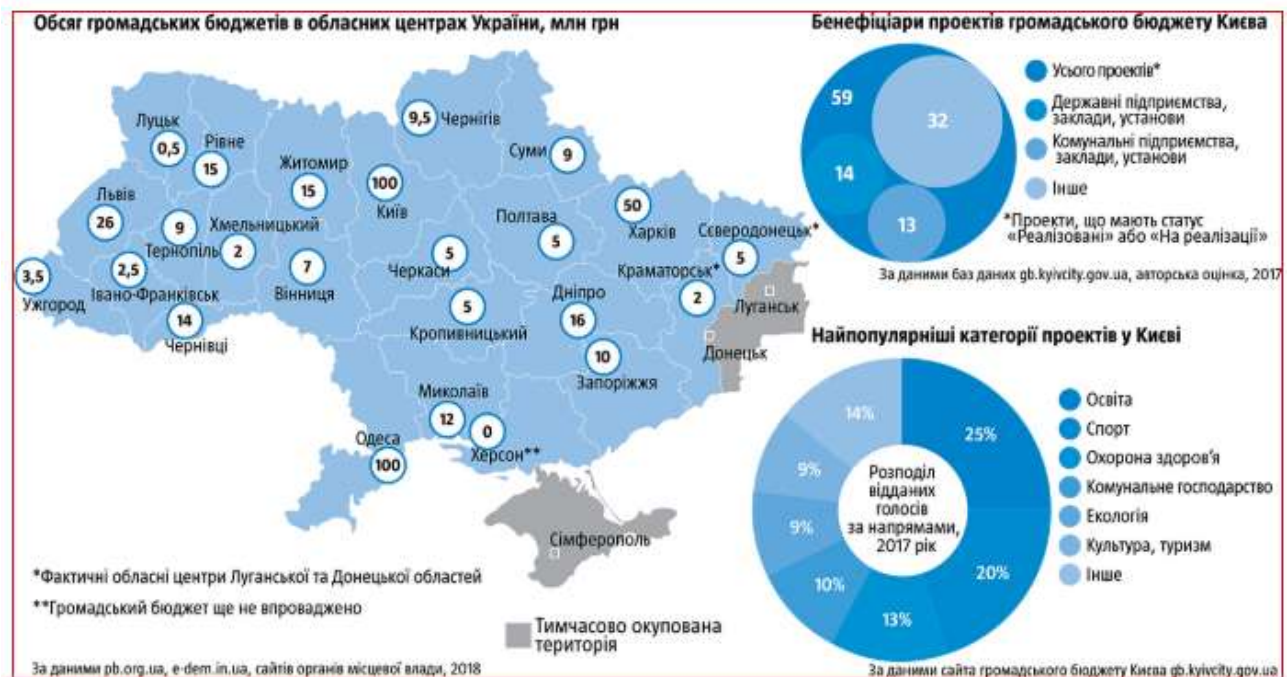 Обсяг громадських бюджетів в обласних центрах України, млн грн
Луцьк
0,5
Рівне
15
Житомир
15
100
Київ
9,5
Чернігів
Суми
9
Львів
26
9
Тернопіль
Хмельницький
2
7
Вінниця
5
Черкаси
Полтава
5
50
Харків
Сєверодонецьк*
5
Краматорськ*
2
Луганськ
Донецьк
3,5
Ужгород
2,5
Івано-Франківськ
14
Чернівці
5
Кропивницький
Дніпро
16
10
Запоріжжя
Миколаїв
12
0
Херсон**
Одеса
100
Сімферополь
*Фактичні обласні центри Луганської та Донецької областей
**Громадський бюджет ще не впроваджено
Тимчасово окупована
територія
За даними pb.org.ua, e-dem.in.ua, сайтів органів місцевої влади, 2018
Бенефіціари проектів громадського бюджету Києва
59
32
14
13
Усього проектів*
Державні підприємства,
заклади, установи
Комунальні підприємства,
заклади, установи
Інше
*Проекти, що мають статус
«Реалізовані» або «На реалізації»
За даними баз даних gb.kyivcity.gov.ua, авторська оцінка, 2017
Найпопулярніші категорії проектів у Києві
25%
20%
13%
10%
9%
9%
14%
Розподіл
відданих
голосів
за напрямами,
2017 рік
Освіта
Спорт
Охорона здоров'я
Комунальне господарство
Екологія
Культура, туризм
Інше
За даними сайта громадського бюджету Києва gb.kyivcity.gov.ua